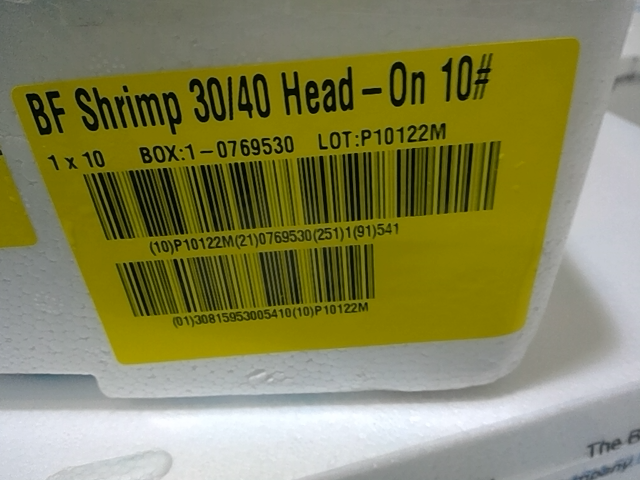 BF Shrimp 30/40 Head-On 10#
1 x 10 BOX:1-0769530 LOT:P10122M
(10)P10122M(21)0769530(251)1(91)541
(01)30815953005410(10)P10122M
The